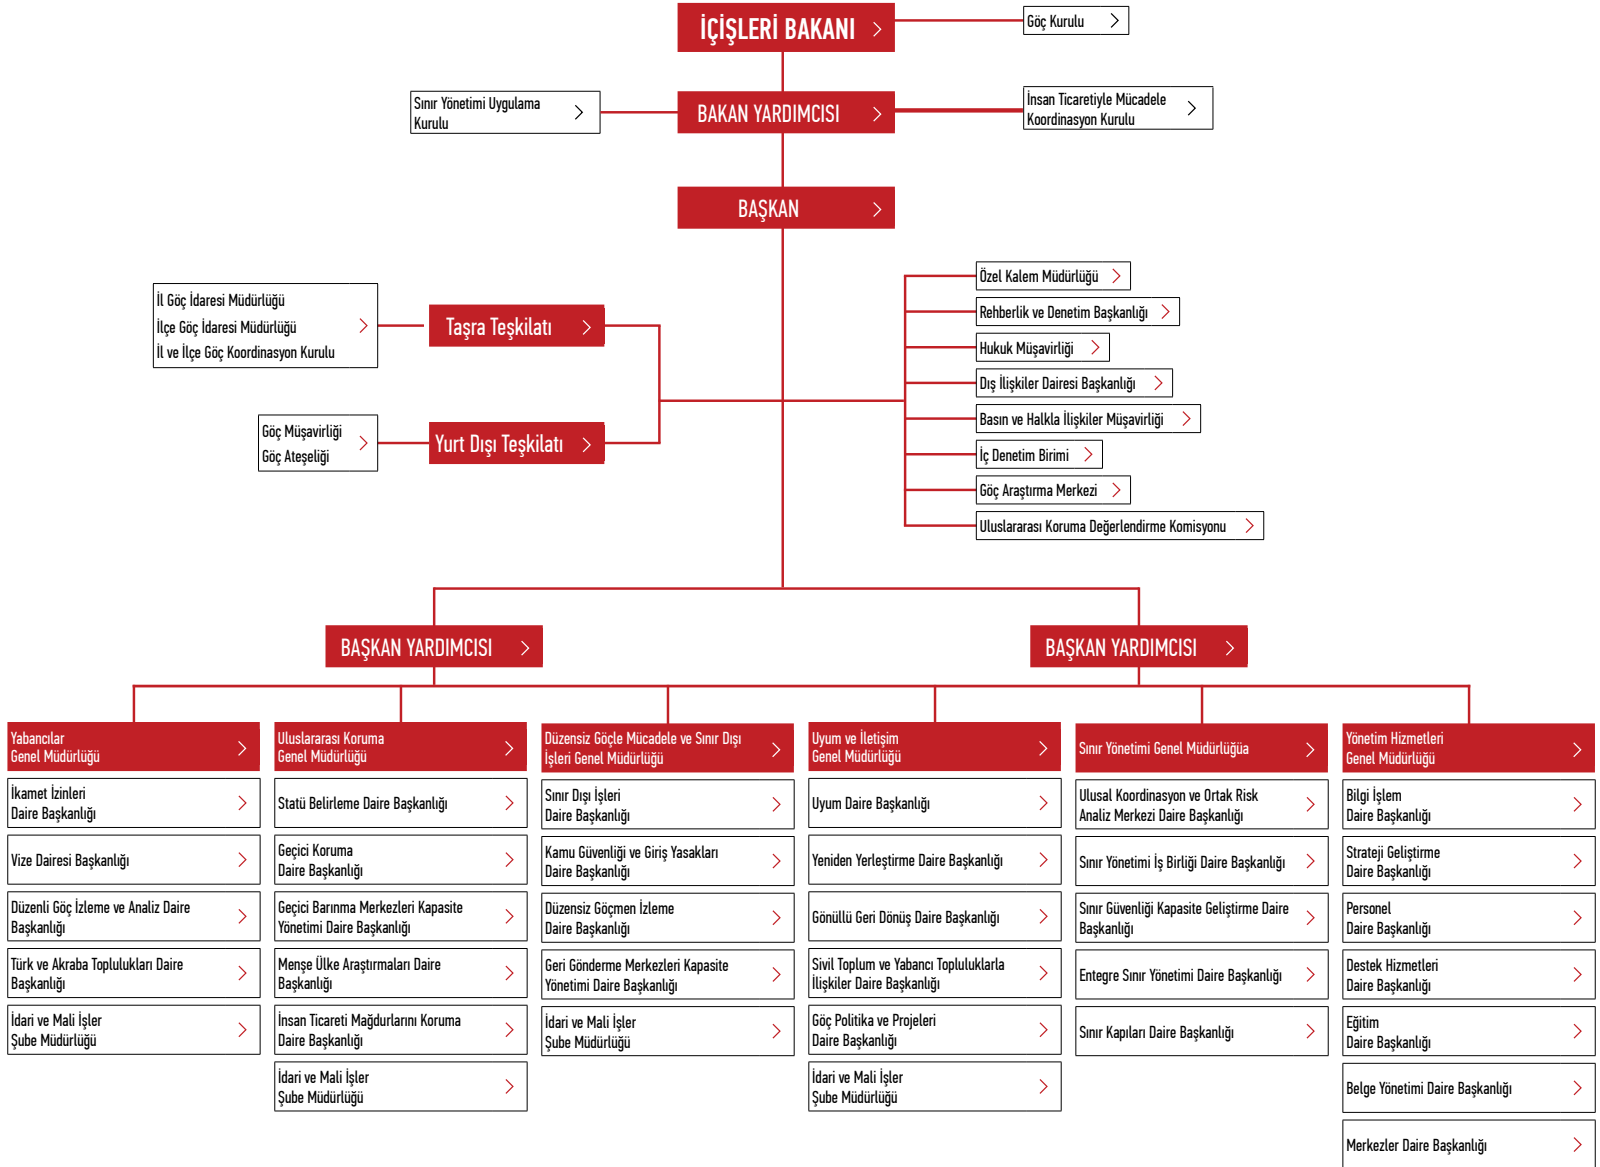 İÇİŞLERİ BAKANI
Göç Kurulu
Sınır Yönetimi Uygulama
Kurulu
BAKAN YARDIMCISI
İnsan Ticaretiyle Mücadele
Koordinasyon Kurulu
BAŞKAN
İl Göç İdaresi Müdürlüğü
İlçe Göç İdaresi Müdürlüğü
İl ve İlçe Göç Koordinasyon Kurulu
Taşra Teşkilatı
Göç Müşavirliği
Göç Ateşeliği
Yurt Dışı Teşkilatı
Özel Kalem Müdürlüğü
Rehberlik ve Denetim Başkanlığı
Hukuk Müşavirliği
Dış İlişkiler Dairesi Başkanlığı
Basın ve Halkla İlişkiler Müşavirliği
İç Denetim Birimi
Göç Araştırma Merkezi
Uluslararası Koruma Değerlendirme Komisyonu
BAŞKAN YARDIMCISI
BAŞKAN YARDIMCISI
Yabancılar
Genel Müdürlüğü
İkamet İzinleri
Daire Başkanlığı
Vize Dairesi Başkanlığı
Düzenli Göç İzleme ve Analiz Daire
Başkanlığı
Türk ve Akraba Toplulukları Daire
Başkanlığı
İdari ve Mali İşler
Şube Müdürlüğü
Uluslararası Koruma
Genel Müdürlüğü
Statü Belirleme Daire Başkanlığı
Geçici Koruma
Daire Başkanlığı
Geçici Barınma Merkezleri Kapasite
Yönetimi Daire Başkanlığı
Menşe Ülke Araştırmaları Daire
Başkanlığı
İnsan Ticareti Mağdurlarını Koruma
Daire Başkanlığı
İdari ve Mali İşler
Şube Müdürlüğü
Düzensiz Göçle Mücadele ve Sınır Dışı
İşleri Genel Müdürlüğü
Sınır Dışı İşleri
Daire Başkanlığı
Kamu Güvenliği ve Giriş Yasakları
Daire Başkanlığı
Düzensiz Göçmen İzleme
Daire Başkanlığı
Geri Gönderme Merkezleri Kapasite
Yönetimi Daire Başkanlığı
İdari ve Mali İşler
Şube Müdürlüğü
Uyum ve İletişim
Genel Müdürlüğü
Uyum Daire Başkanlığı
Yeniden Yerleştirme Daire Başkanlığı
Gönüllü Geri Dönüş Daire Başkanlığı
Sivil Toplum ve Yabancı Topluluklarla
İlişkiler Daire Başkanlığı
Göç Politika ve Projeleri
Daire Başkanlığı
İdari ve Mali İşler
Şube Müdürlüğü
Sınır Yönetimi Genel Müdürlüğüa
Ulusal Koordinasyon ve Ortak Risk
Analiz Merkezi Daire Başkanlığı
Sınır Yönetimi İş Birliği Daire Başkanlığı
Sınır Güvenliği Kapasite Geliştirme Daire
Başkanlığı
Entegre Sınır Yönetimi Daire Başkanlığı
Sınır Kapıları Daire Başkanlığı
Yönetim Hizmetleri
Genel Müdürlüğü
Bilgi İşlem
Daire Başkanlığı
Strateji Geliştirme
Daire Başkanlığı
Personel
Daire Başkanlığı
Destek Hizmetleri
Daire Başkanlığı
Eğitim
Daire Başkanlığı
Belge Yönetimi Daire Başkanlığı
Merkezler Daire Başkanlığı